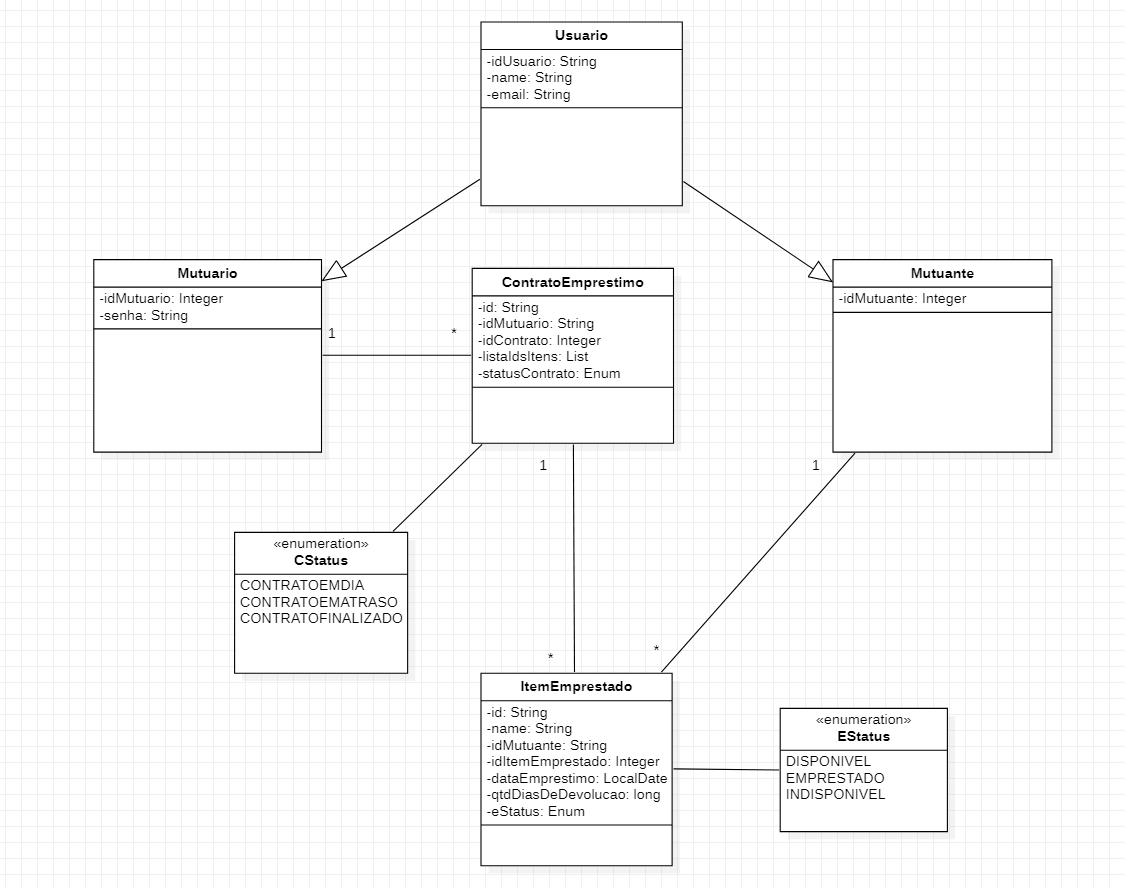 Usuario
-idUsuario: String
-name: String
-email: String
Mutuario
-idMutuario: Integer
-senha: String
ContratoEmprestimo
-id: String
-idMutuario: String
-idContrato: Integer
-listaIdsItens: List
-statusContrato: Enum
Mutuante
-idMutuante: Integer
1
*
1
1
«enumeration»
CStatus
CONTRATOEMDIA
CONTRATOEMATRASO
CONTRATOFINALIZADO
*
*
ItemEmprestado
-id: String
-name: String
-idMutuante: String
-idItemEmprestado: Integer
-dataEmprestimo: LocalDate
-qtdDiasDeDevolucao: long
-eStatus: Enum
«enumeration»
EStatus
DISPONIVEL
EMPRESTADO
INDISPONIVEL